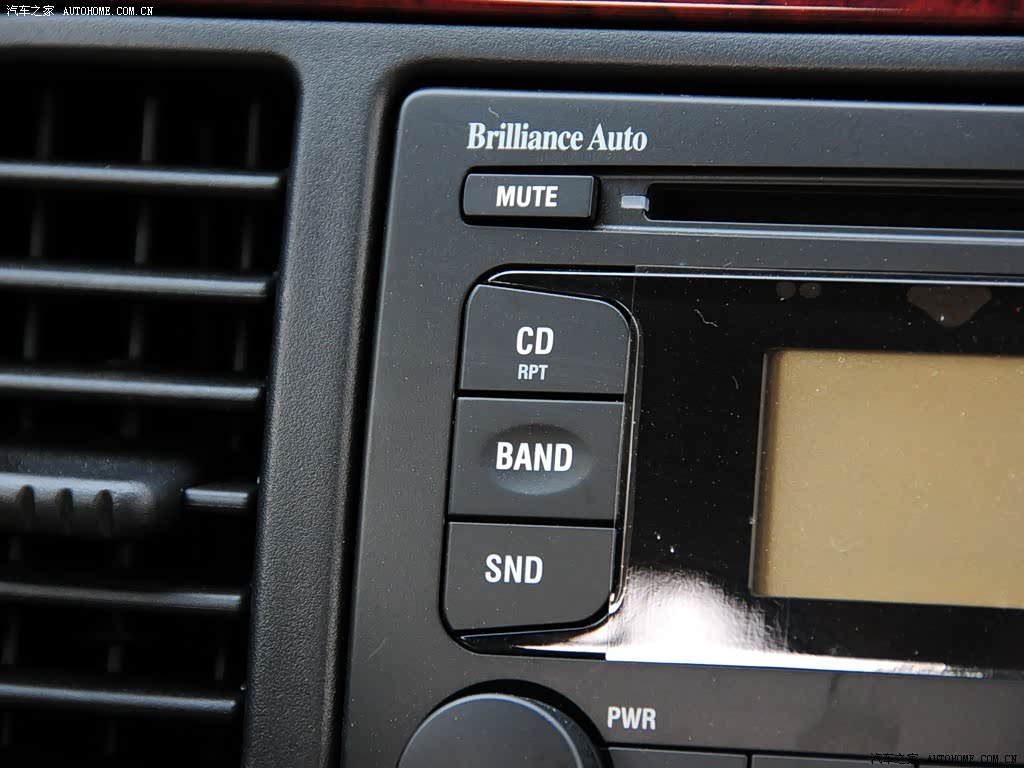 汽车之家 AUTOHOME.COM.CN
Brilliance Auto
MUTE
CD
RPT
BAND
SND
PWR
汽车之家 AUTOHOME.COM.CN